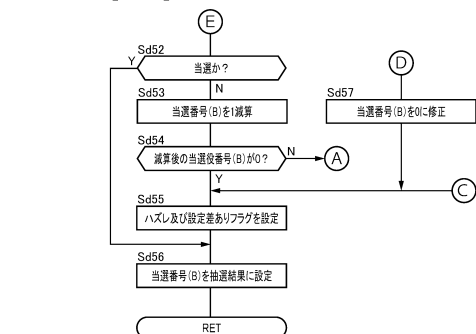 E
Sd52
Y
当選か？
D
N
Sd53
Sd57
当選番号(B)を1減算
当選番号(B)を0に修正
Sd54
減算後の当選役番号(B)が0？
N
A
Y
C
Sd55
ハズレ及び設定差ありフラグを設定
Sd56
当選番号(B)を抽選結果に設定
RET